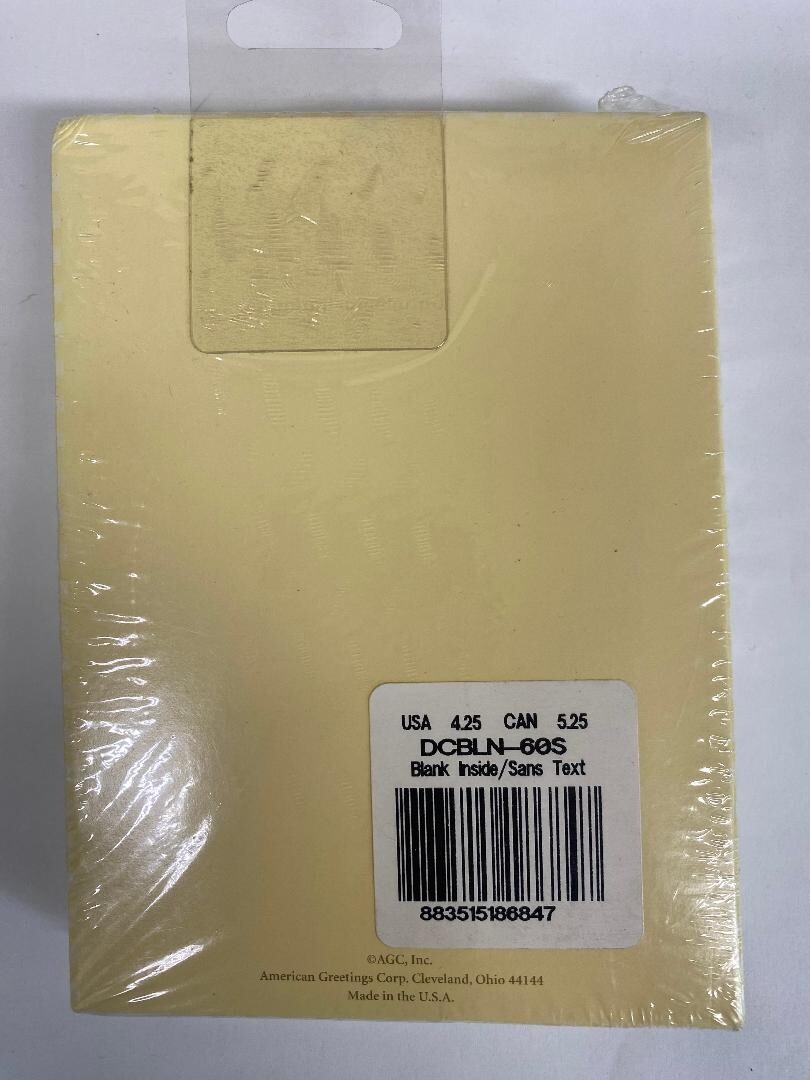 USA 4.25 CAN 5.25
DCBLN-60S
Blank Inside/Sans Text
883515186847
©AGC, Inc.
American Greetings Corp. Cleveland, Ohio 44144
Made in the U.S.A.